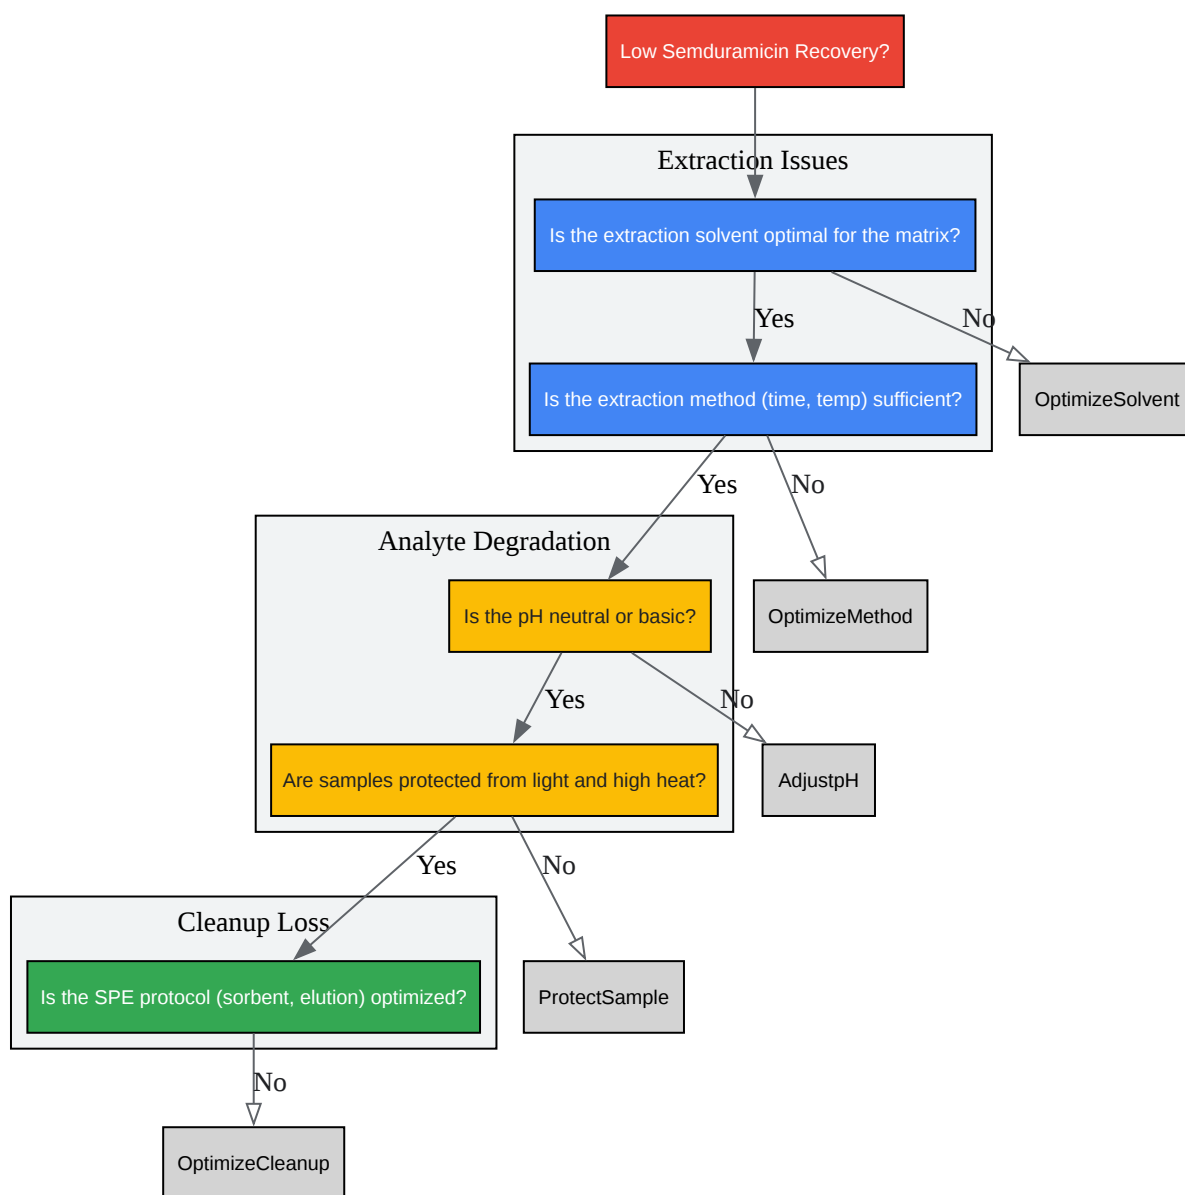 Low Semduramicin Recovery?
Extraction Issues
Is the extraction solvent optimal for the matrix?
Yes
No
Is the extraction method (time, temp) sufficient?
OptimizeSolvent
Yes
No
Analyte Degradation
Is the pH neutral or basic?
OptimizeMethod
Yes
No
Are samples protected from light and high heat?
AdjustpH
Yes
No
Cleanup Loss
Is the SPE protocol (sorbent, elution) optimized?
ProtectSample
No
OptimizeCleanup